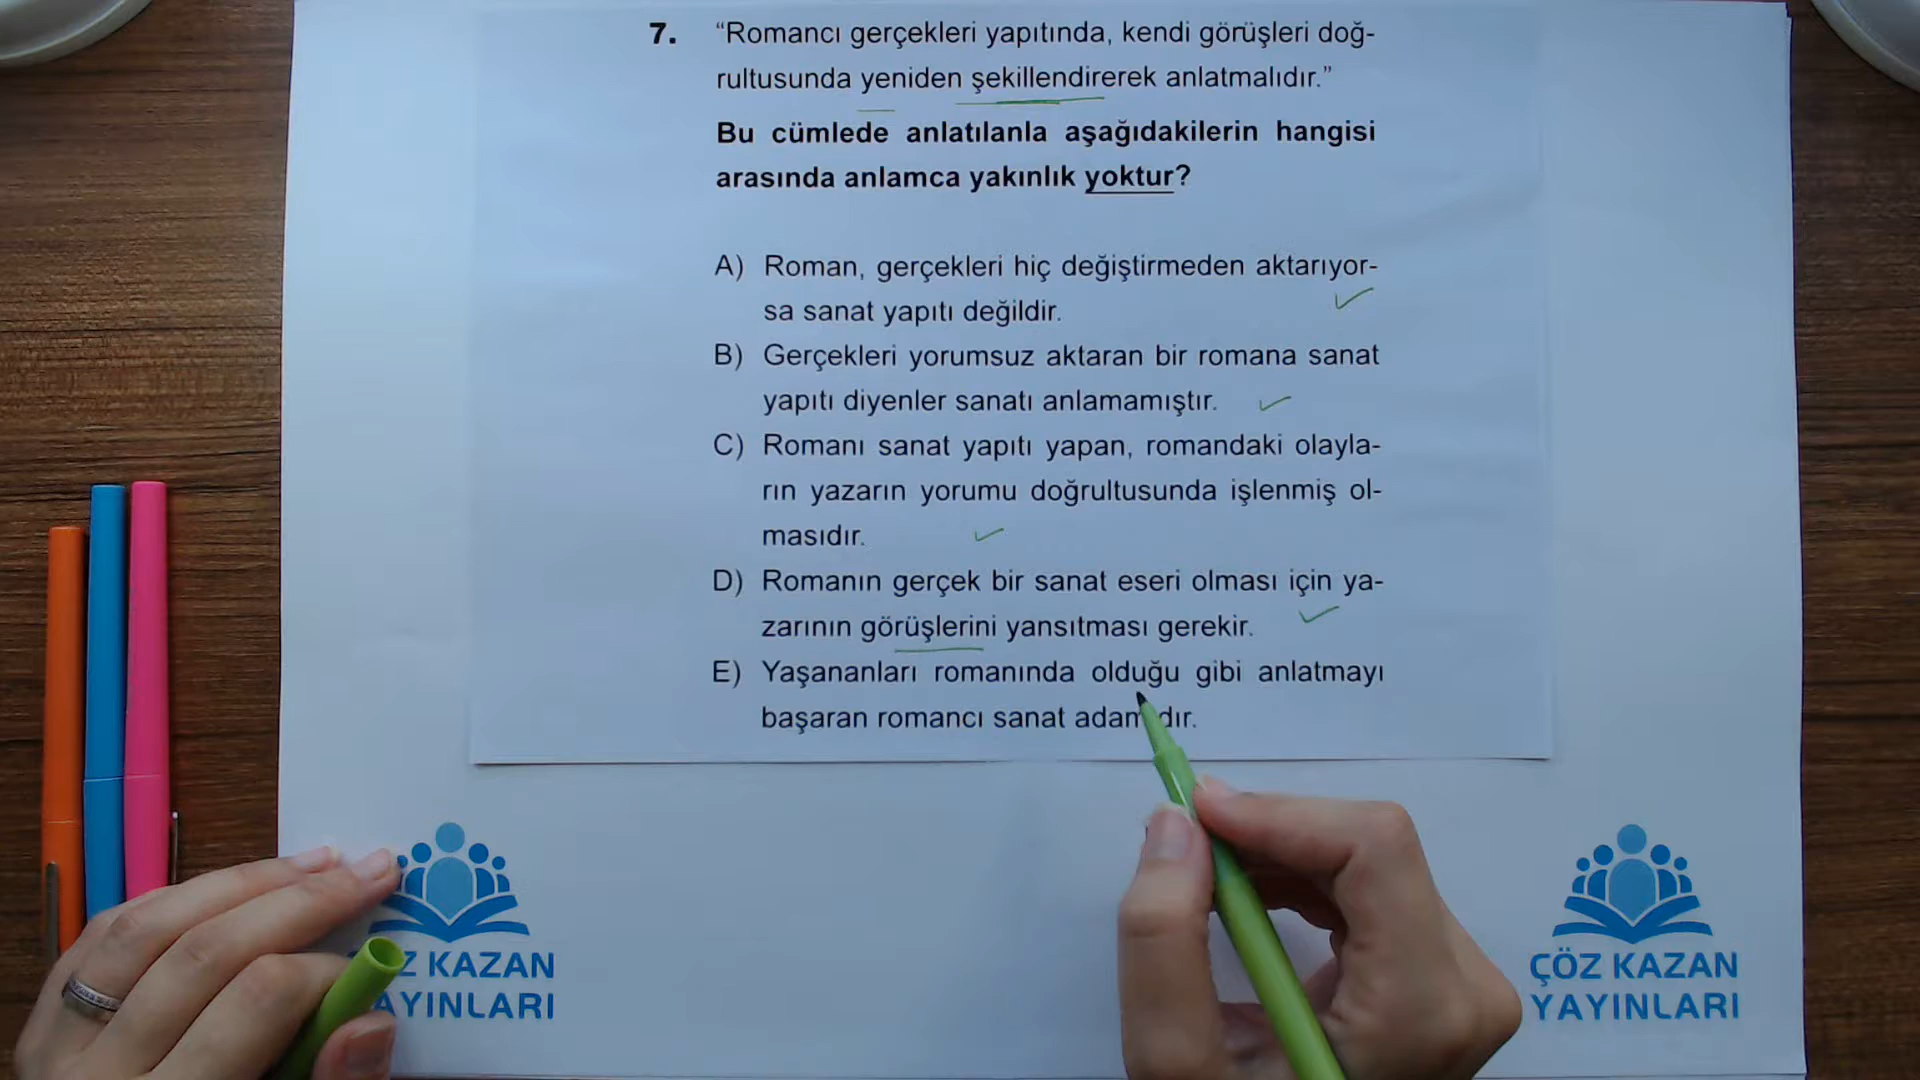 7. “Romancı gerçekleri yapıtında, kendi görüşleri doğ-
rultusunda yeniden şekillendirerek anlatmalıdır.”
Bu cümlede anlatılanla aşağıdakilerin hangisi
arasında anlamca yakınlık yoktur?
A) Roman, gerçekleri hiç değiştirmeden aktarıyor-
sa sanat yapıtı değildir.
B) Gerçekleri yorumsuz aktaran bir romana sanat
yapıtı diyenler sanatı anlamamıştır.
C) Romanı sanat yapıtı yapan, romandaki olayla-
rın yazarın yorumu doğrultusunda işlenmiş ol-
masıdır.
D) Romanın gerçek bir sanat eseri olması için ya-
zarının görüşlerini yansıtması gerekir.
E) Yaşananları romanında olduğu gibi anlatmayı
başaran romancı sanat
KAZAN
YAYINLARI
ÇÖZ KAZAN
YAYINLARI